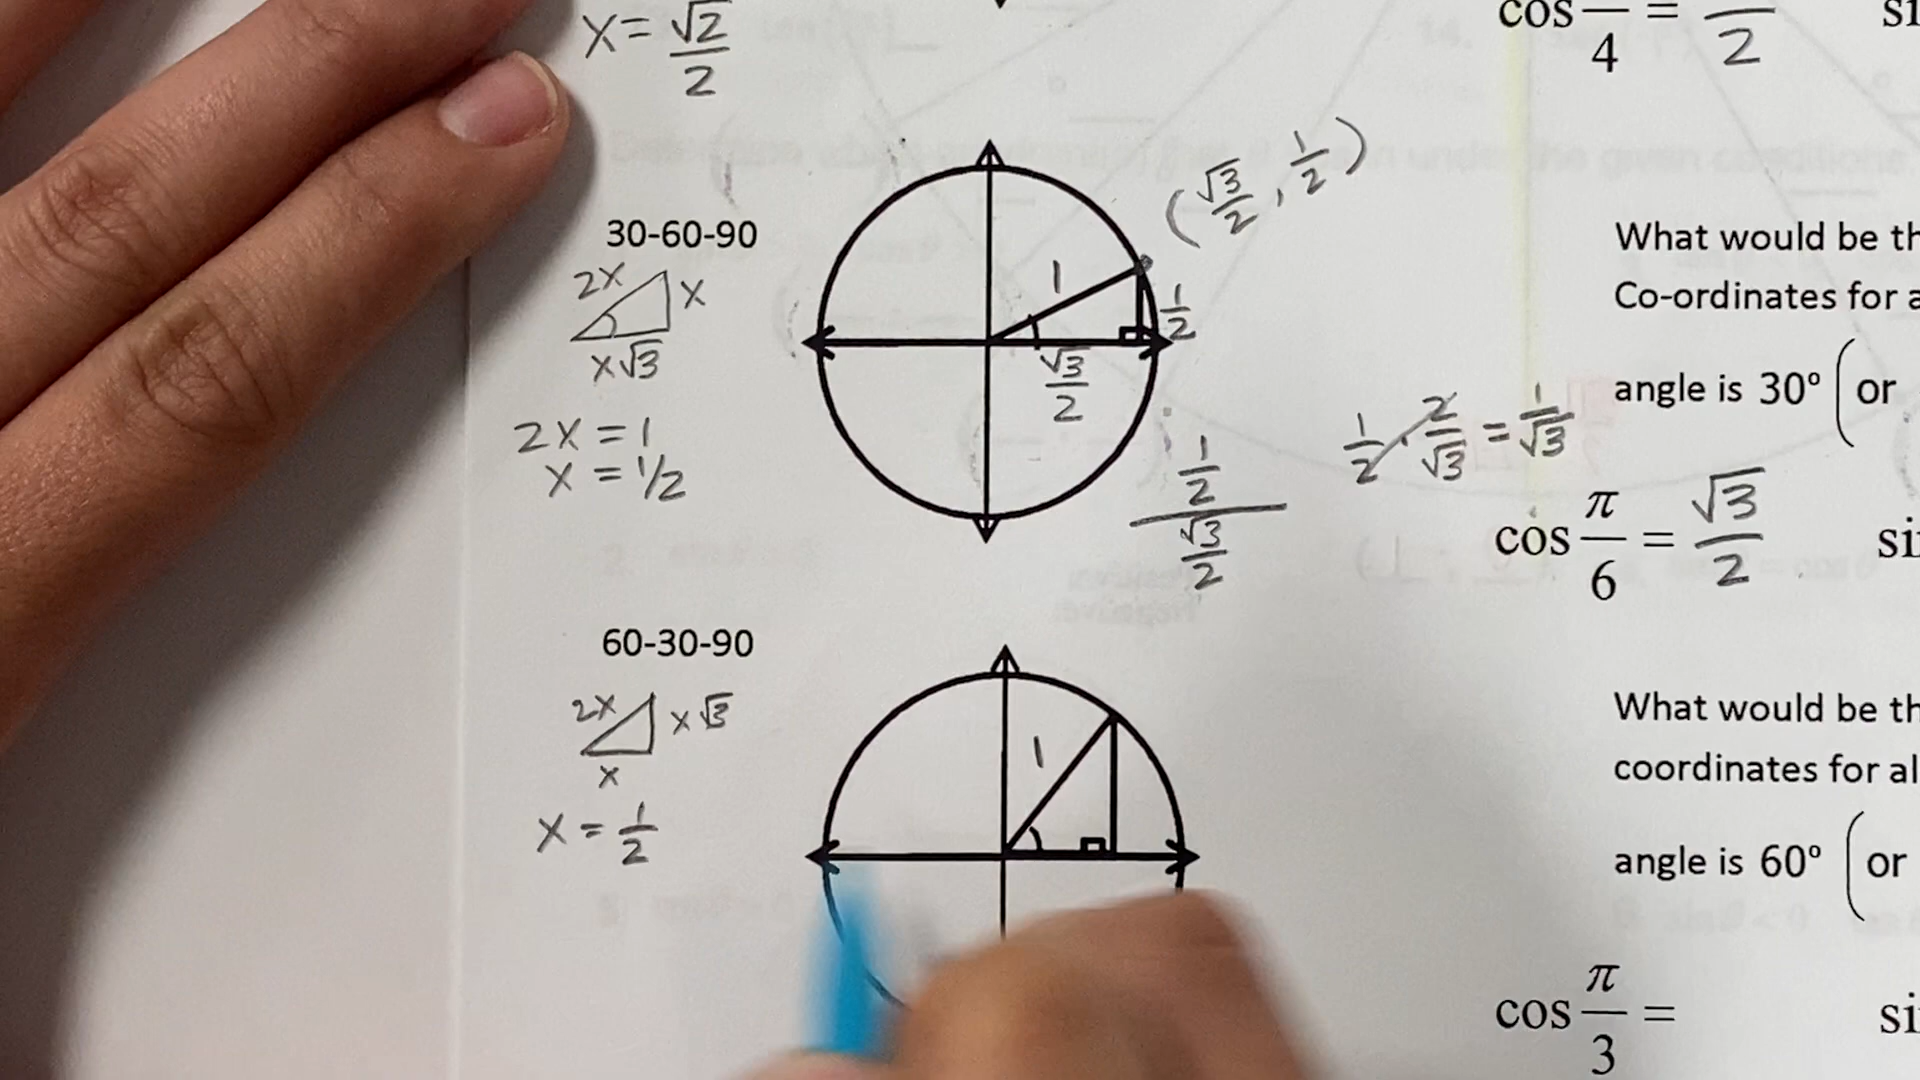 x = √2/2
cos π/4 = √2/2
(√3/2, 1/2)
30-60-90
2x
x
x√3
1
1/2
√3/2
2x = 1
x = 1/2
(1/2)/(√3/2)
1/2 · 2/√3 = 1/√3
What would be th
Co-ordinates for a
angle is 30° (or
cos π/6 = √3/2 si
60-30-90
2x
x√3
x
x = 1/2
1
What would be th
coordinates for al
angle is 60° (or
cos π/3 = si